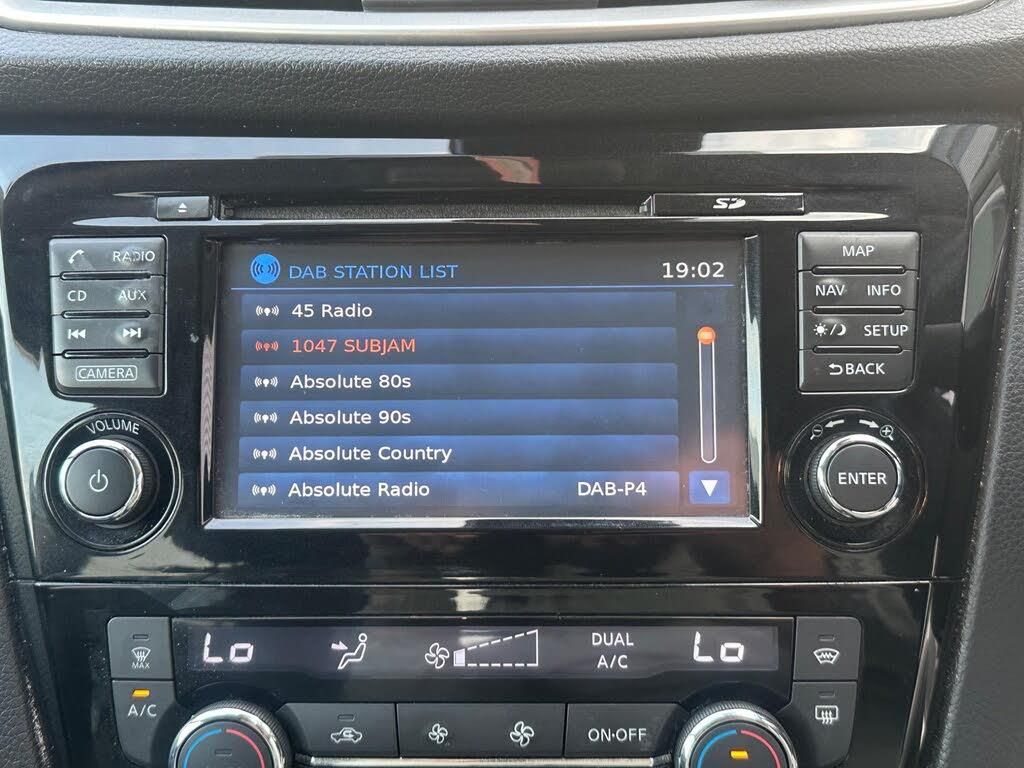 SD
RADIO
CD AUX
CAMERA
VOLUME
DAB STATION LIST 19:02
45 Radio
1047 SUBJAM
Absolute 80s
Absolute 90s
Absolute Country
Absolute Radio DAB-P4
MAP
NAV INFO
SETUP
BACK
ENTER
MAX
A/C
Lo
DUAL
A/C
Lo
ON·OFF